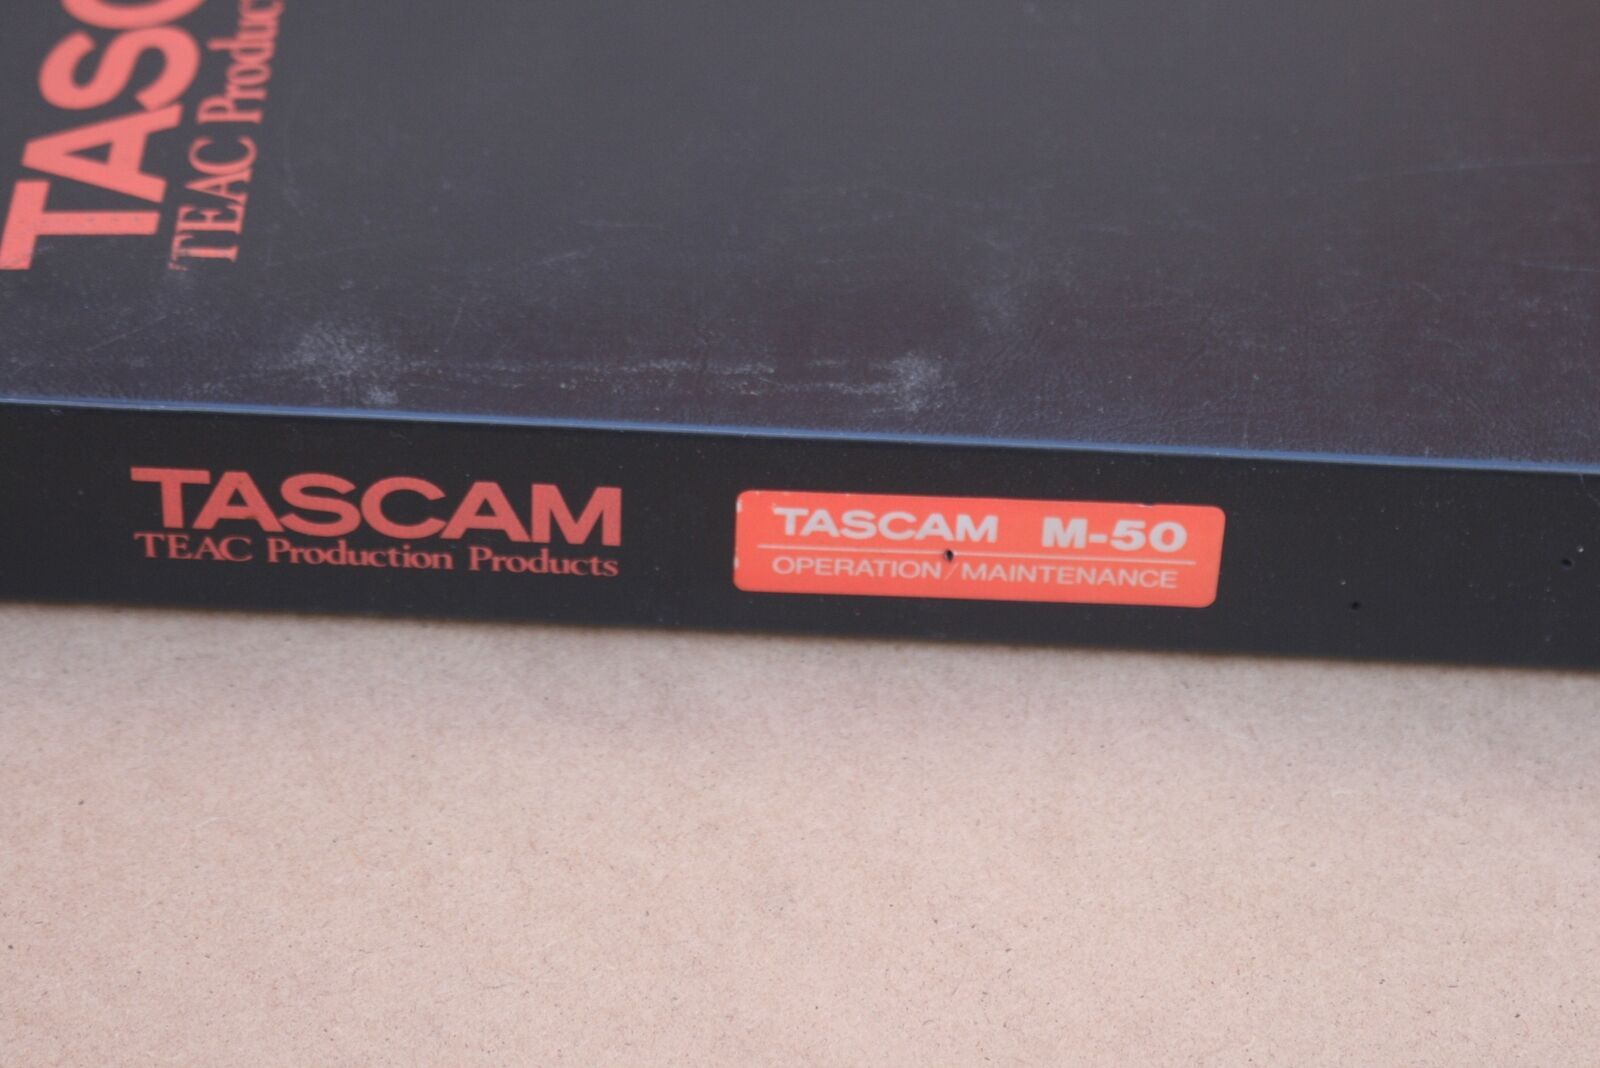 TASC
TEAC Produc
TASCAM
TEAC Production Products
TASCAM M-50
OPERATION/MAINTENANCE